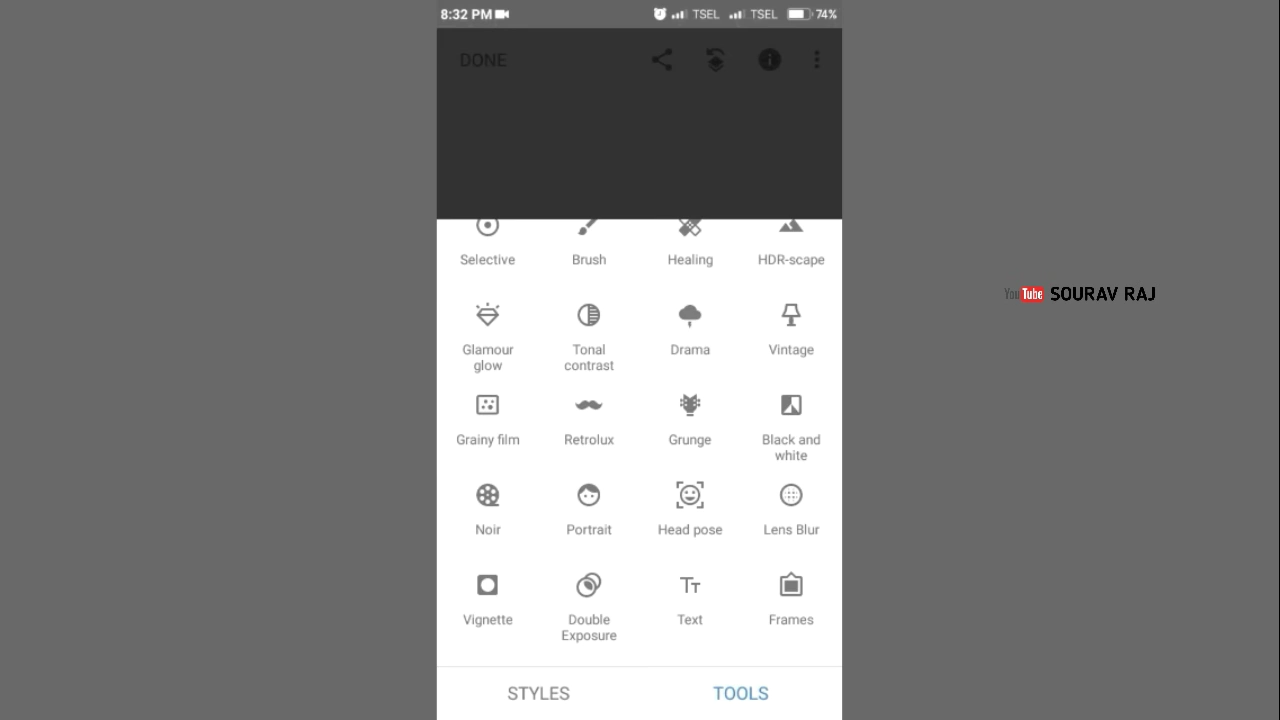 8:32 PM TSEL TSEL 74%
DONE
Selective Brush Healing HDR-scape
Glamour glow Tonal contrast Drama Vintage
Grainy film Retrolux Grunge Black and white
Noir Portrait Head pose Lens Blur
Vignette Double Exposure Text Frames
STYLES TOOLS
YouTube SOURAV RAJ